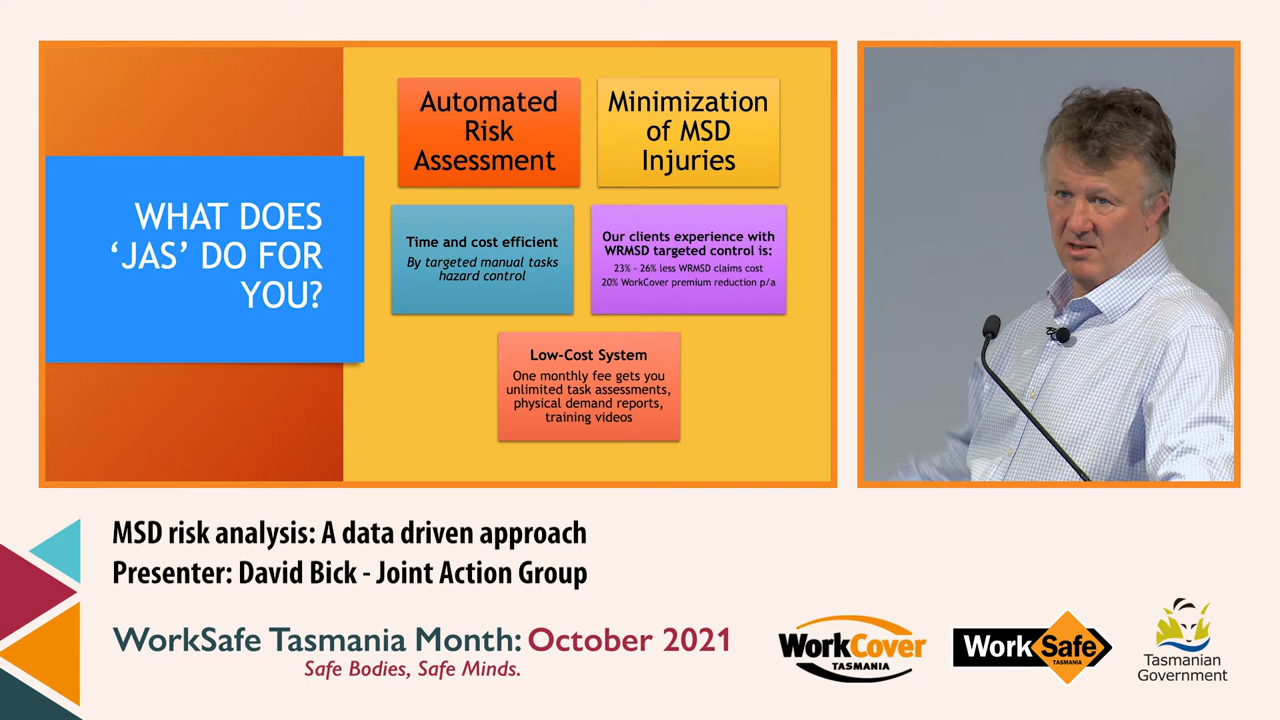 WHAT DOES
‘JAS’ DO FOR
YOU?
Automated
Risk
Assessment
Minimization
of MSD
Injuries
Time and cost efficient
By targeted manual tasks
hazard control
Our clients experience with
WRMSD targeted control is:
23% - 26% less WRMSD claims cost
20% WorkCover premium reduction p/a
Low-Cost System
One monthly fee gets you
unlimited task assessments,
physical demand reports,
training videos
MSD risk analysis: A data driven approach
Presenter: David Bick - Joint Action Group
WorkSafe Tasmania Month: October 2021
Safe Bodies, Safe Minds.
WorkCover
TASMANIA
WorkSafe
TASMANIA
Tasmanian
Government